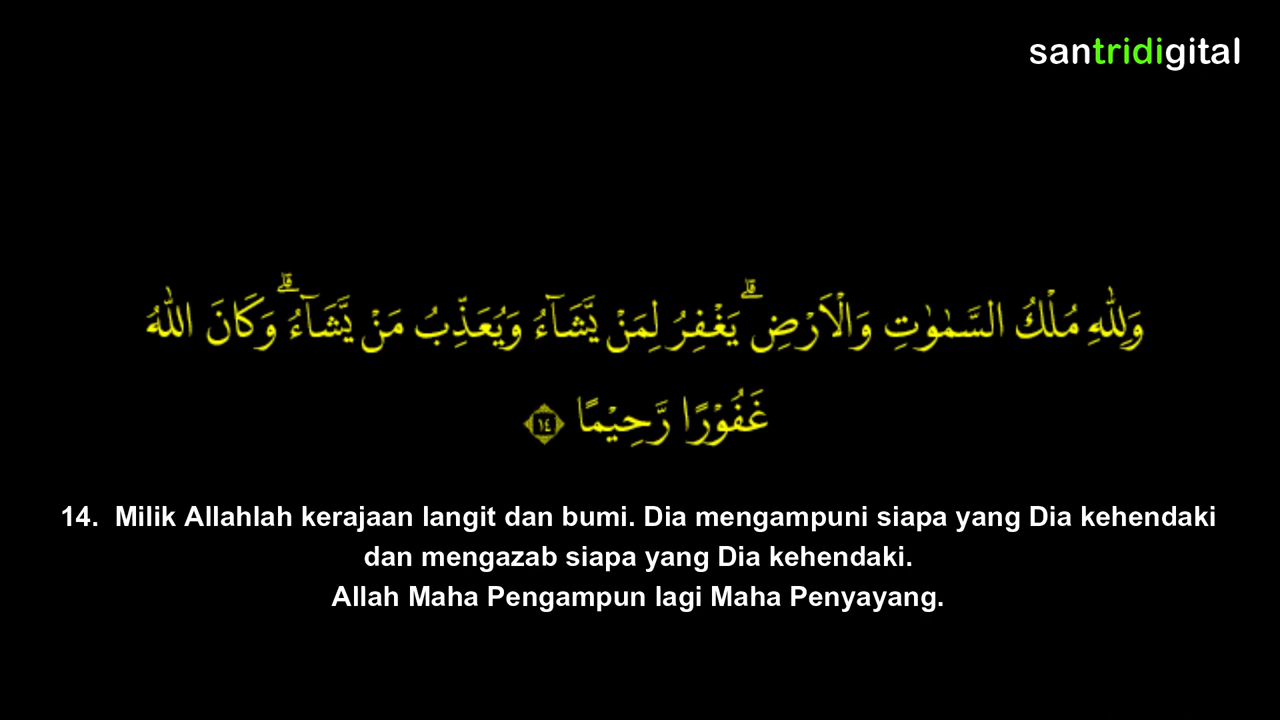 santridigital
وَلِلّٰهِ مُلْكُ السَّمٰوٰتِ وَالْاَرْضِۗ يَغْفِرُ لِمَنْ يَّشَاۤءُ وَيُعَذِّبُ مَنْ يَّشَاۤءُۗ وَكَانَ اللّٰهُ
غَفُوْرًا رَّحِيْمًا ١٤
14. Milik Allahlah kerajaan langit dan bumi. Dia mengampuni siapa yang Dia kehendaki
dan mengazab siapa yang Dia kehendaki.
Allah Maha Pengampun lagi Maha Penyayang.